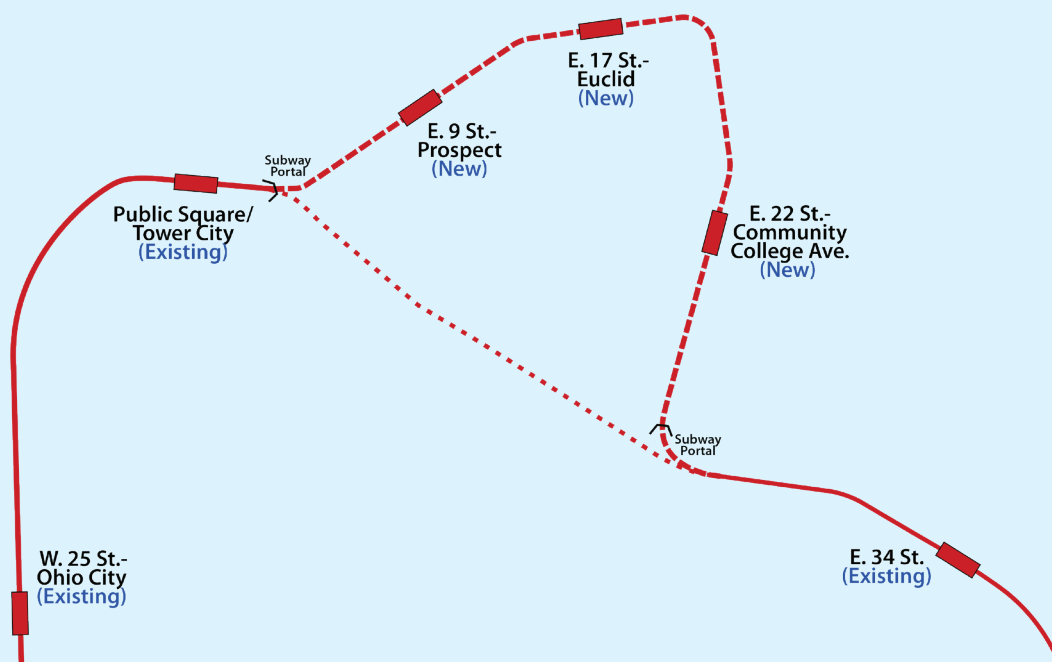 E. 17 St.-
Euclid
(New)
E. 9 St.-
Prospect
(New)
Subway
Portal
Public Square/
Tower City
(Existing)
E. 22 St.-
Community
College Ave.
(New)
Subway
Portal
W. 25 St.-
Ohio City
(Existing)
E. 34 St.
(Existing)